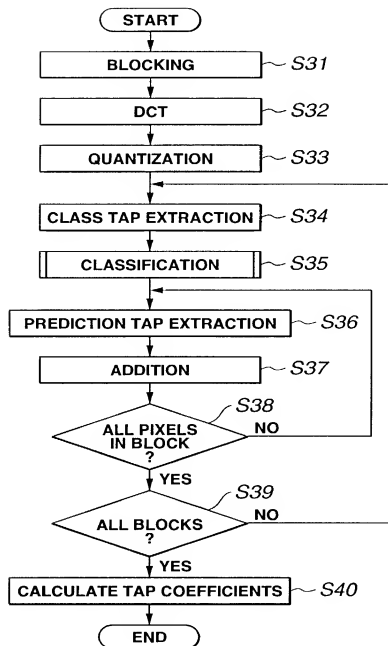 START
BLOCKING S31
DCT S32
QUANTIZATION S33
CLASS TAP EXTRACTION S34
CLASSIFICATION S35
PREDICTION TAP EXTRACTION S36
ADDITION S37
S38
ALL PIXELS
IN BLOCK
?
NO
YES
S39
ALL BLOCKS
?
NO
YES
CALCULATE TAP COEFFICIENTS S40
END